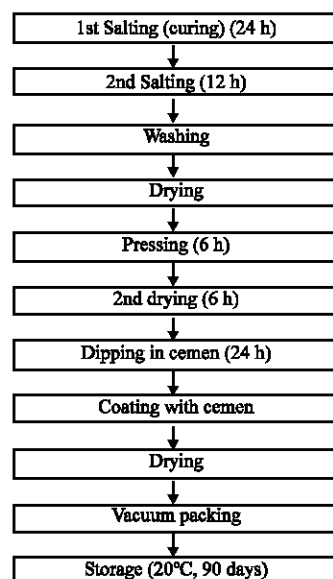 1st Salting (curing) (24 h)
2nd Salting (12 h)
Washing
Drying
Pressing (6 h)
2nd drying (6 h)
Dipping in cemen (24 h)
Coating with cemen
Drying
Vacuum packing
Storage (20°C, 90 days)